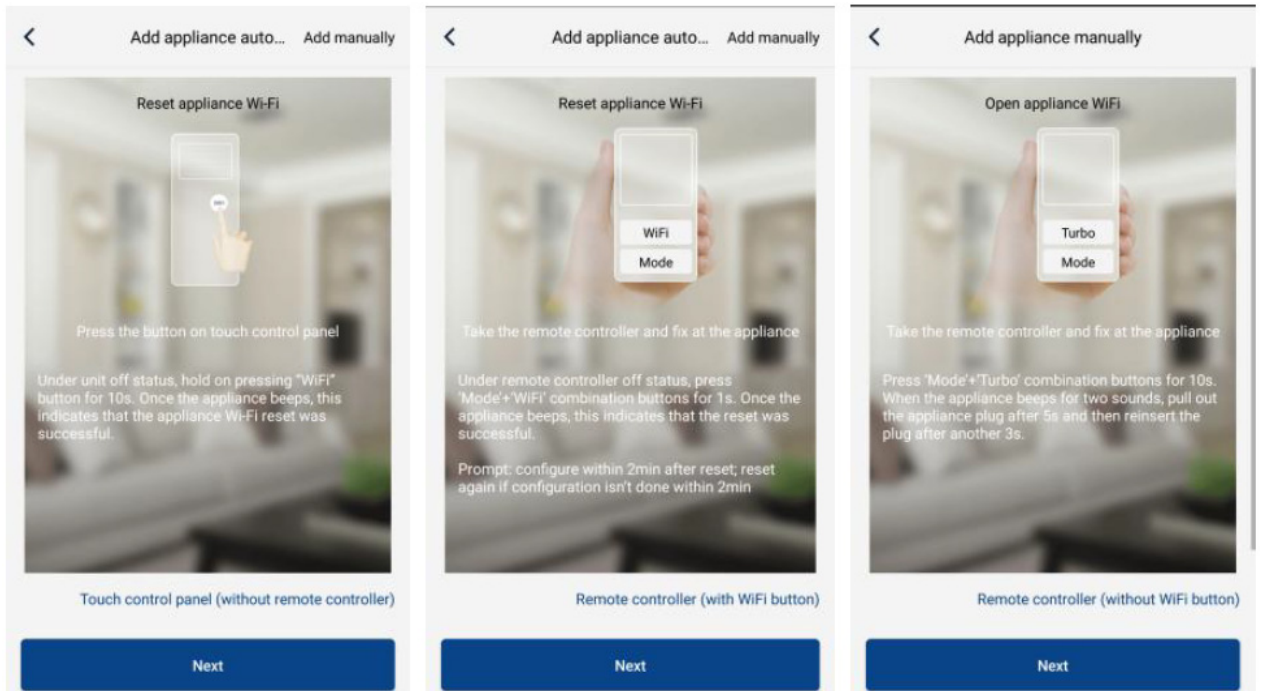 Add appliance auto... Add manually
Reset appliance Wi-Fi
Press the button on touch control panel
Under unit off status, hold on pressing "WiFi"
button for 10s. Once the appliance beeps, this
indicates that the appliance Wi-Fi reset was
successful.
Touch control panel (without remote controller)
Next
Add appliance auto... Add manually
Reset appliance Wi-Fi
WiFi
Mode
Take the remote controller and fix at the appliance
Under remote controller off status, press
'Mode'+'WiFi' combination buttons for 1s. Once the
appliance beeps, this indicates that the reset was
successful.
Prompt: configure within 2min after reset; reset
again if configuration isn't done within 2min
Remote controller (with WiFi button)
Next
Add appliance manually
Open appliance WiFi
Turbo
Mode
Take the remote controller and fix at the appliance
Press 'Mode'+'Turbo' combination buttons for 10s.
When the appliance beeps for two sounds, pull out
the appliance plug after 5s and then reinsert the
plug after another 3s.
Remote controller (without WiFi button)
Next